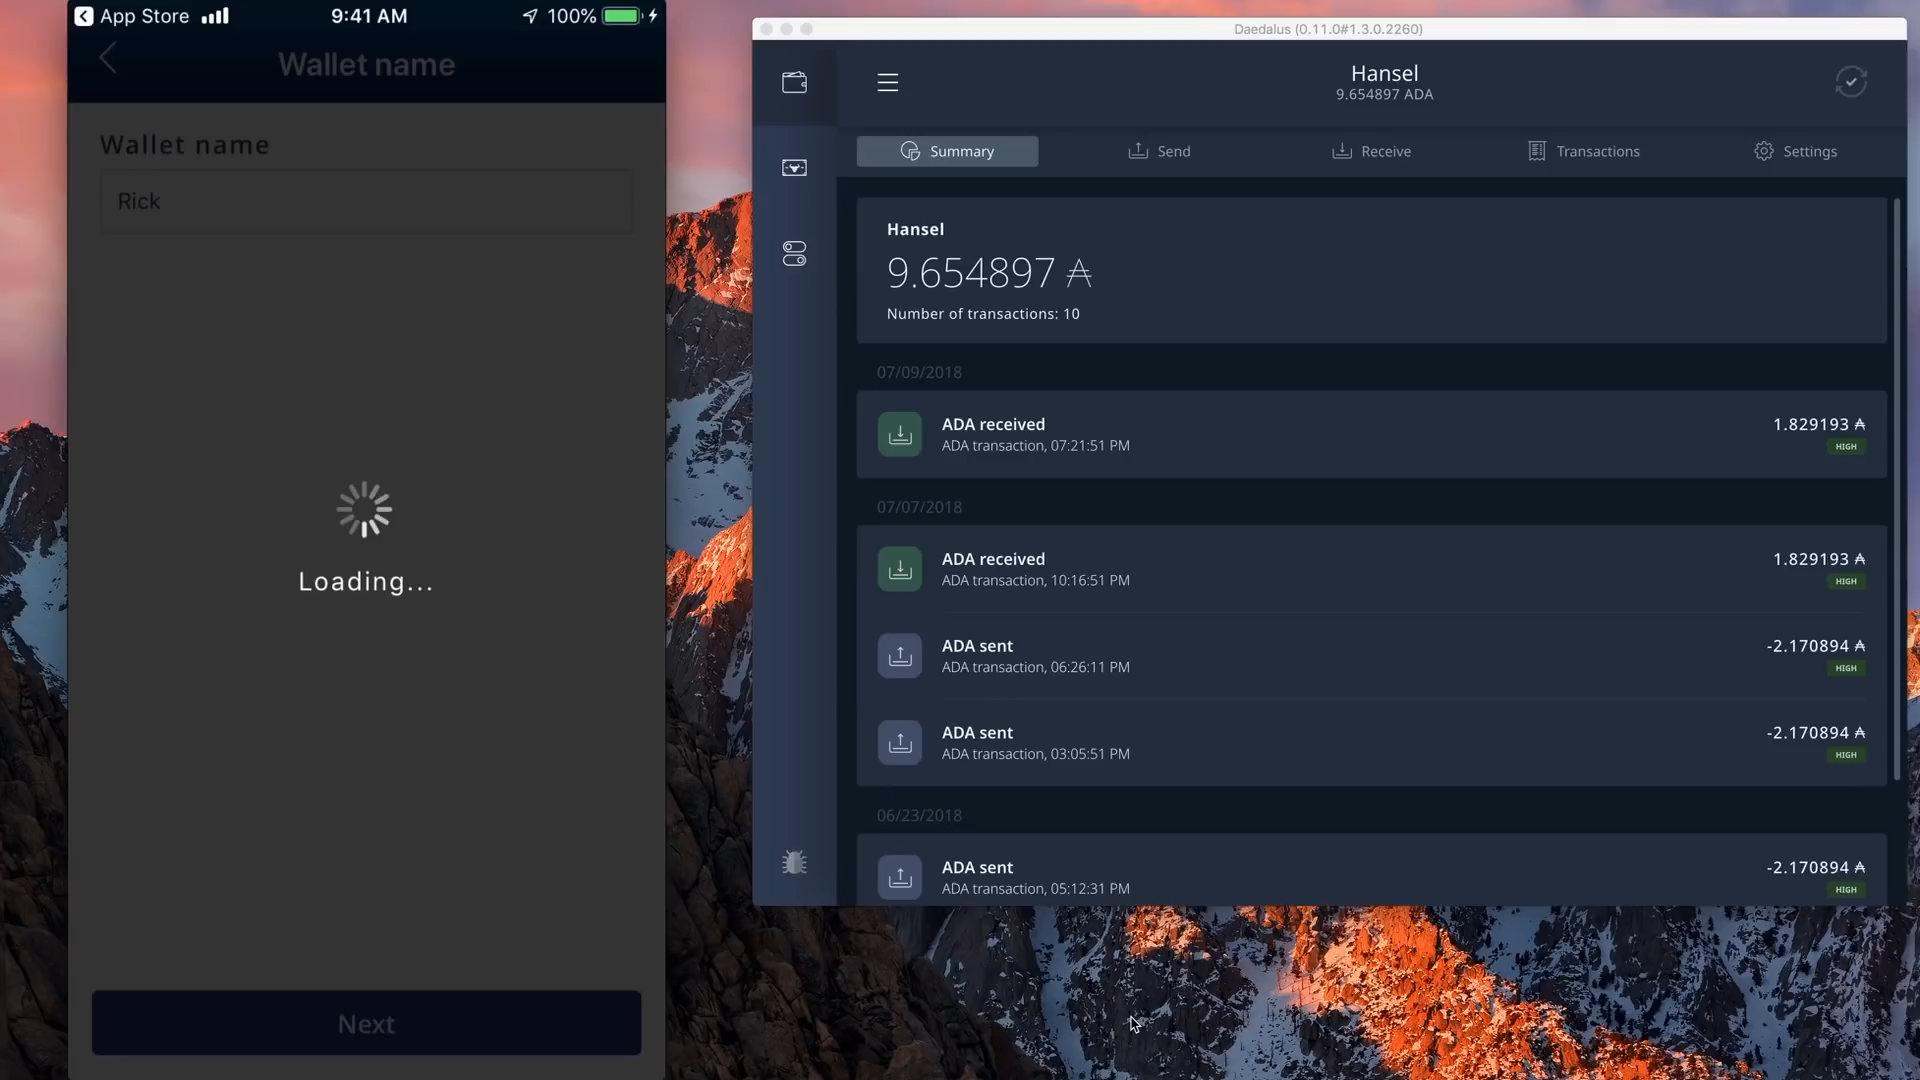 App Store 9:41 AM 100%
Wallet name
Wallet name
Rick
Loading...
Next
Daedalus (0.11.0#1.3.0.2260)
Hansel
9.654897 ADA
Summary Send Receive Transactions Settings
Hansel
9.654897 ₳
Number of transactions: 10
07/09/2018
ADA received 1.829193 ₳
ADA transaction, 07:21:51 PM HIGH
07/07/2018
ADA received 1.829193 ₳
ADA transaction, 10:16:51 PM HIGH
ADA sent -2.170894 ₳
ADA transaction, 06:26:11 PM HIGH
ADA sent -2.170894 ₳
ADA transaction, 03:05:51 PM HIGH
06/23/2018
ADA sent -2.170894 ₳
ADA transaction, 05:12:31 PM HIGH